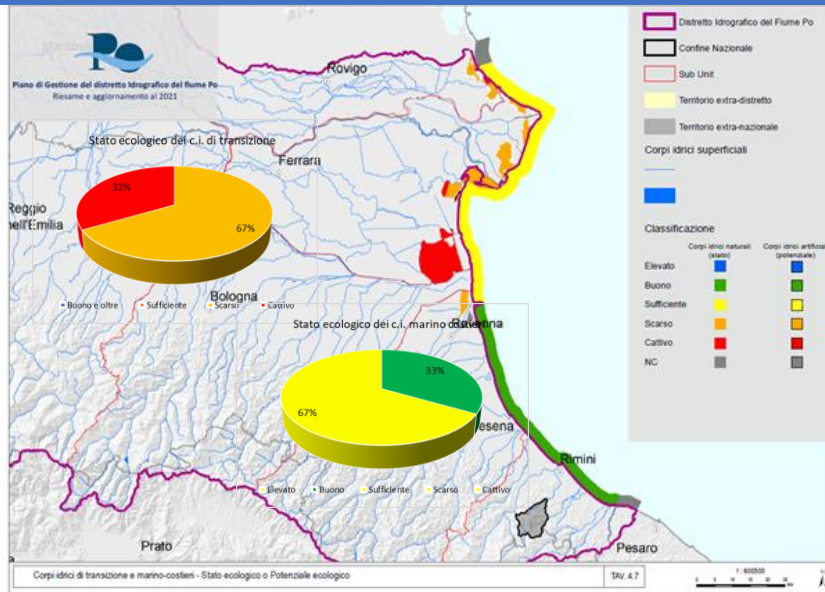 Po
Piano di Gestione del distretto Idrografico del fiume Po
Riesame e aggiornamento al 2021
Rovigo
Stato ecologico dei c.i. di transizione
Ferrara
33%
67%
Reggio
nell'Emilia
Bologna
Buono e oltre
Sufficiente
Scarso
Cattivo
Stato ecologico dei c.i. marino
Ravenna
33%
67%
Cesena
Elevato
Buono
Sufficiente
Scarso
Cattivo
Rimini
Prato
Pesaro
Distretto Idrografico del Fiume Po
Confine Nazionale
Sub Unit
Territorio extra-distretto
Territorio extra-nazionale
Corpi idrici superficiali
Classificazione
Corpi idrici naturali
(stato)
Corpi idrici artificiali
(potenziale)
Elevato
Buono
Sufficiente
Scarso
Cattivo
NC
Corpi idrici di transizione e marino-costieri - Stato ecologico o Potenziale ecologico
TAV. 4.7
1 : 600500